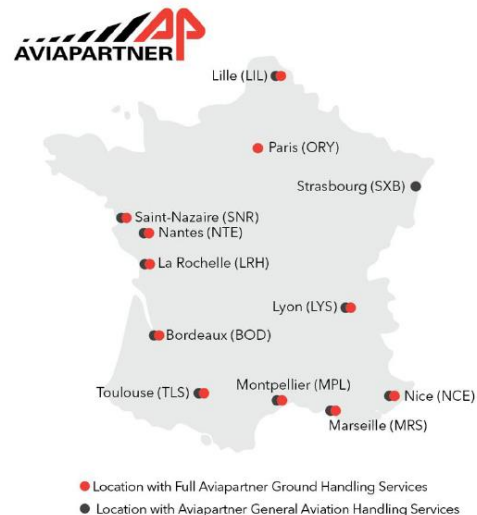 AVIAPARTNER
Lille (LIL)
Paris (ORY)
Strasbourg (SXB)
Saint-Nazaire (SNR)
Nantes (NTE)
La Rochelle (LRH)
Lyon (LYS)
Bordeaux (BOD)
Toulouse (TLS)
Montpellier (MPL)
Nice (NCE)
Marseille (MRS)
Location with Full Aviapartner Ground Handling Services
Location with Aviapartner General Aviation Handling Services